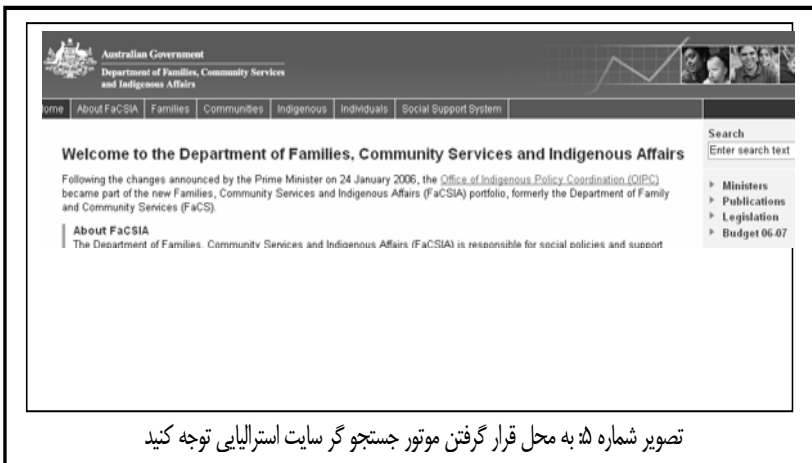 Australian Government
Department of Families, Community Services
and Indigenous Affairs
ome About FaCSIA Families Communities Indigenous Individuals Social Support System
Search
Enter search text
Welcome to the Department of Families, Community Services and Indigenous Affairs
Following the changes announced by the Prime Minister on 24 January 2006, the Office of Indigenous Policy Coordination (OIPC)
became part of the new Families, Community Services and Indigenous Affairs (FaCSIA) portfolio, formerly the Department of Family
and Community Services (FaCS).
About FaCSIA
The Department of Families, Community Services and Indigenous Affairs (FaCSIA) is responsible for social policies and support
Ministers
Publications
Legislation
Budget 06-07
تصویر شماره ۵: به محل قرار گرفتن موتور جستجو گر سایت استرالیایی توجه کنید